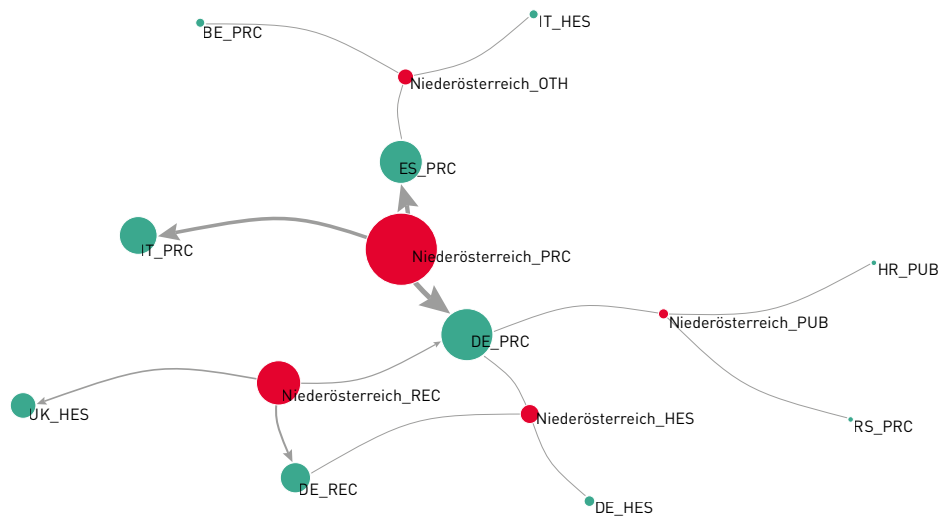 BE_PRC
IT_HES
Niederösterreich_OTH
ES_PRC
IT_PRC
Niederösterreich_PRC
HR_PUB
Niederösterreich_PUB
DE_PRC
Niederösterreich_REC
UK_HES
Niederösterreich_HES
RS_PRC
DE_REC
DE_HES